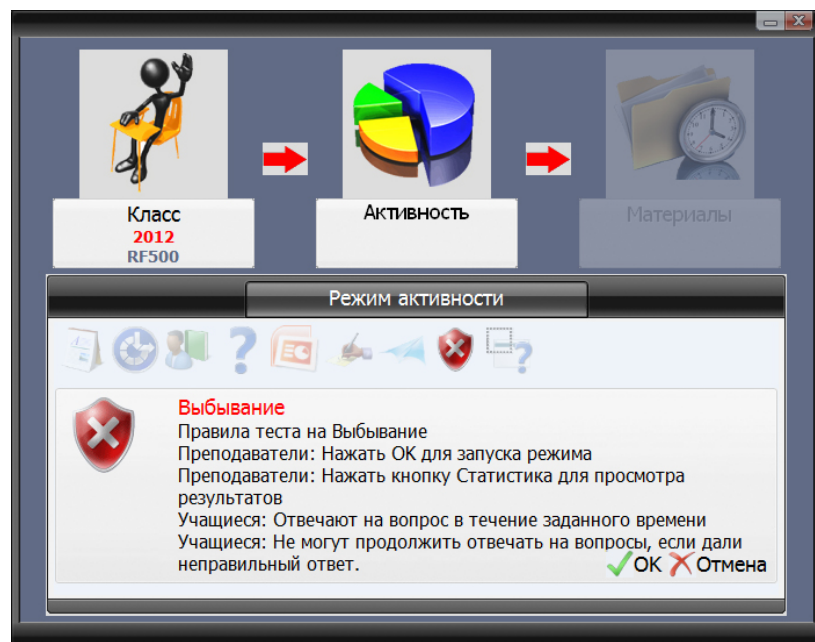 Класс
2012
RF500
Активность
Материалы
Режим активности
Выбывание
Правила теста на Выбывание
Преподаватели: Нажать ОК для запуска режима
Преподаватели: Нажать кнопку Статистика для просмотра
результатов
Учащиеся: Отвечают на вопрос в течение заданного времени
Учащиеся: Не могут продолжить отвечать на вопросы, если дали
неправильный ответ.
ОК Отмена